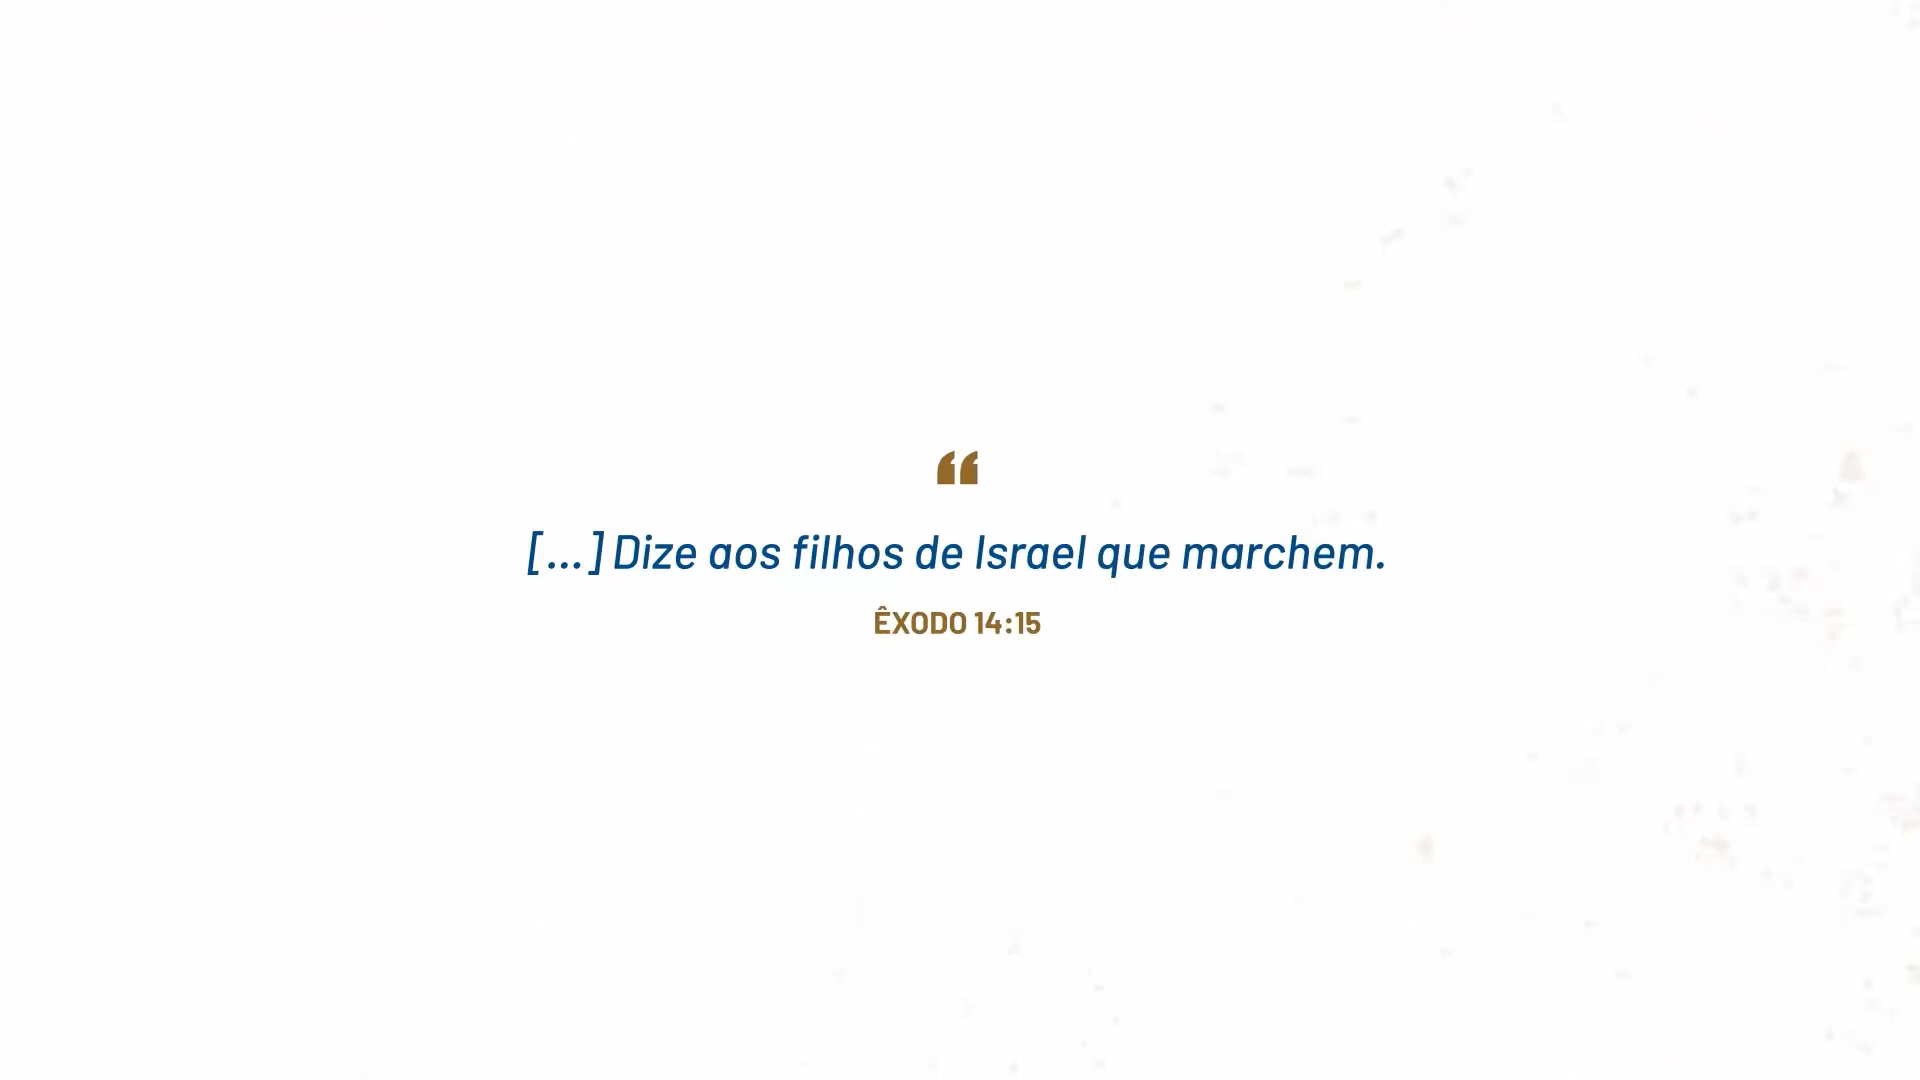 “
[...] Dize aos filhos de Israel que marchem.
ÊXODO 14:15